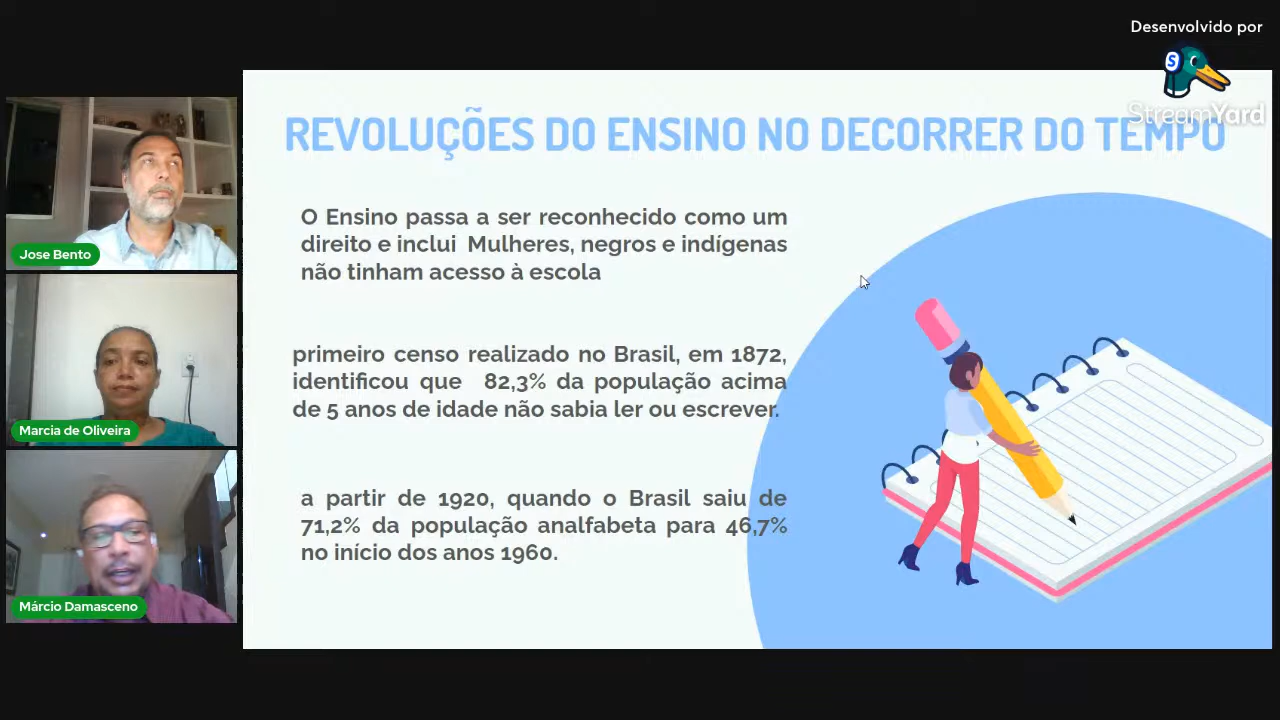 Desenvolvido por
StreamYard
REVOLUÇÕES DO ENSINO NO DECORRER DO TEMPO
O Ensino passa a ser reconhecido como um
direito e inclui Mulheres, negros e indígenas
não tinham acesso à escola
primeiro censo realizado no Brasil, em 1872,
identificou que 82,3% da população acima
de 5 anos de idade não sabia ler ou escrever.
a partir de 1920, quando o Brasil saiu de
71,2% da população analfabeta para 46,7%
no início dos anos 1960.
Jose Bento
Marcia de Oliveira
Márcio Damasceno